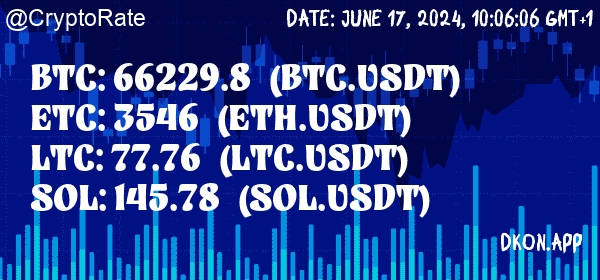 @CryptoRate
DATE: JUNE 17, 2024, 10:06:06 GMT+1
BTC: 66229.8 (BTC.USDT)
ETC: 3546 (ETH.USDT)
LTC: 77.76 (LTC.USDT)
SOL: 145.78 (SOL.USDT)
DKON.APP